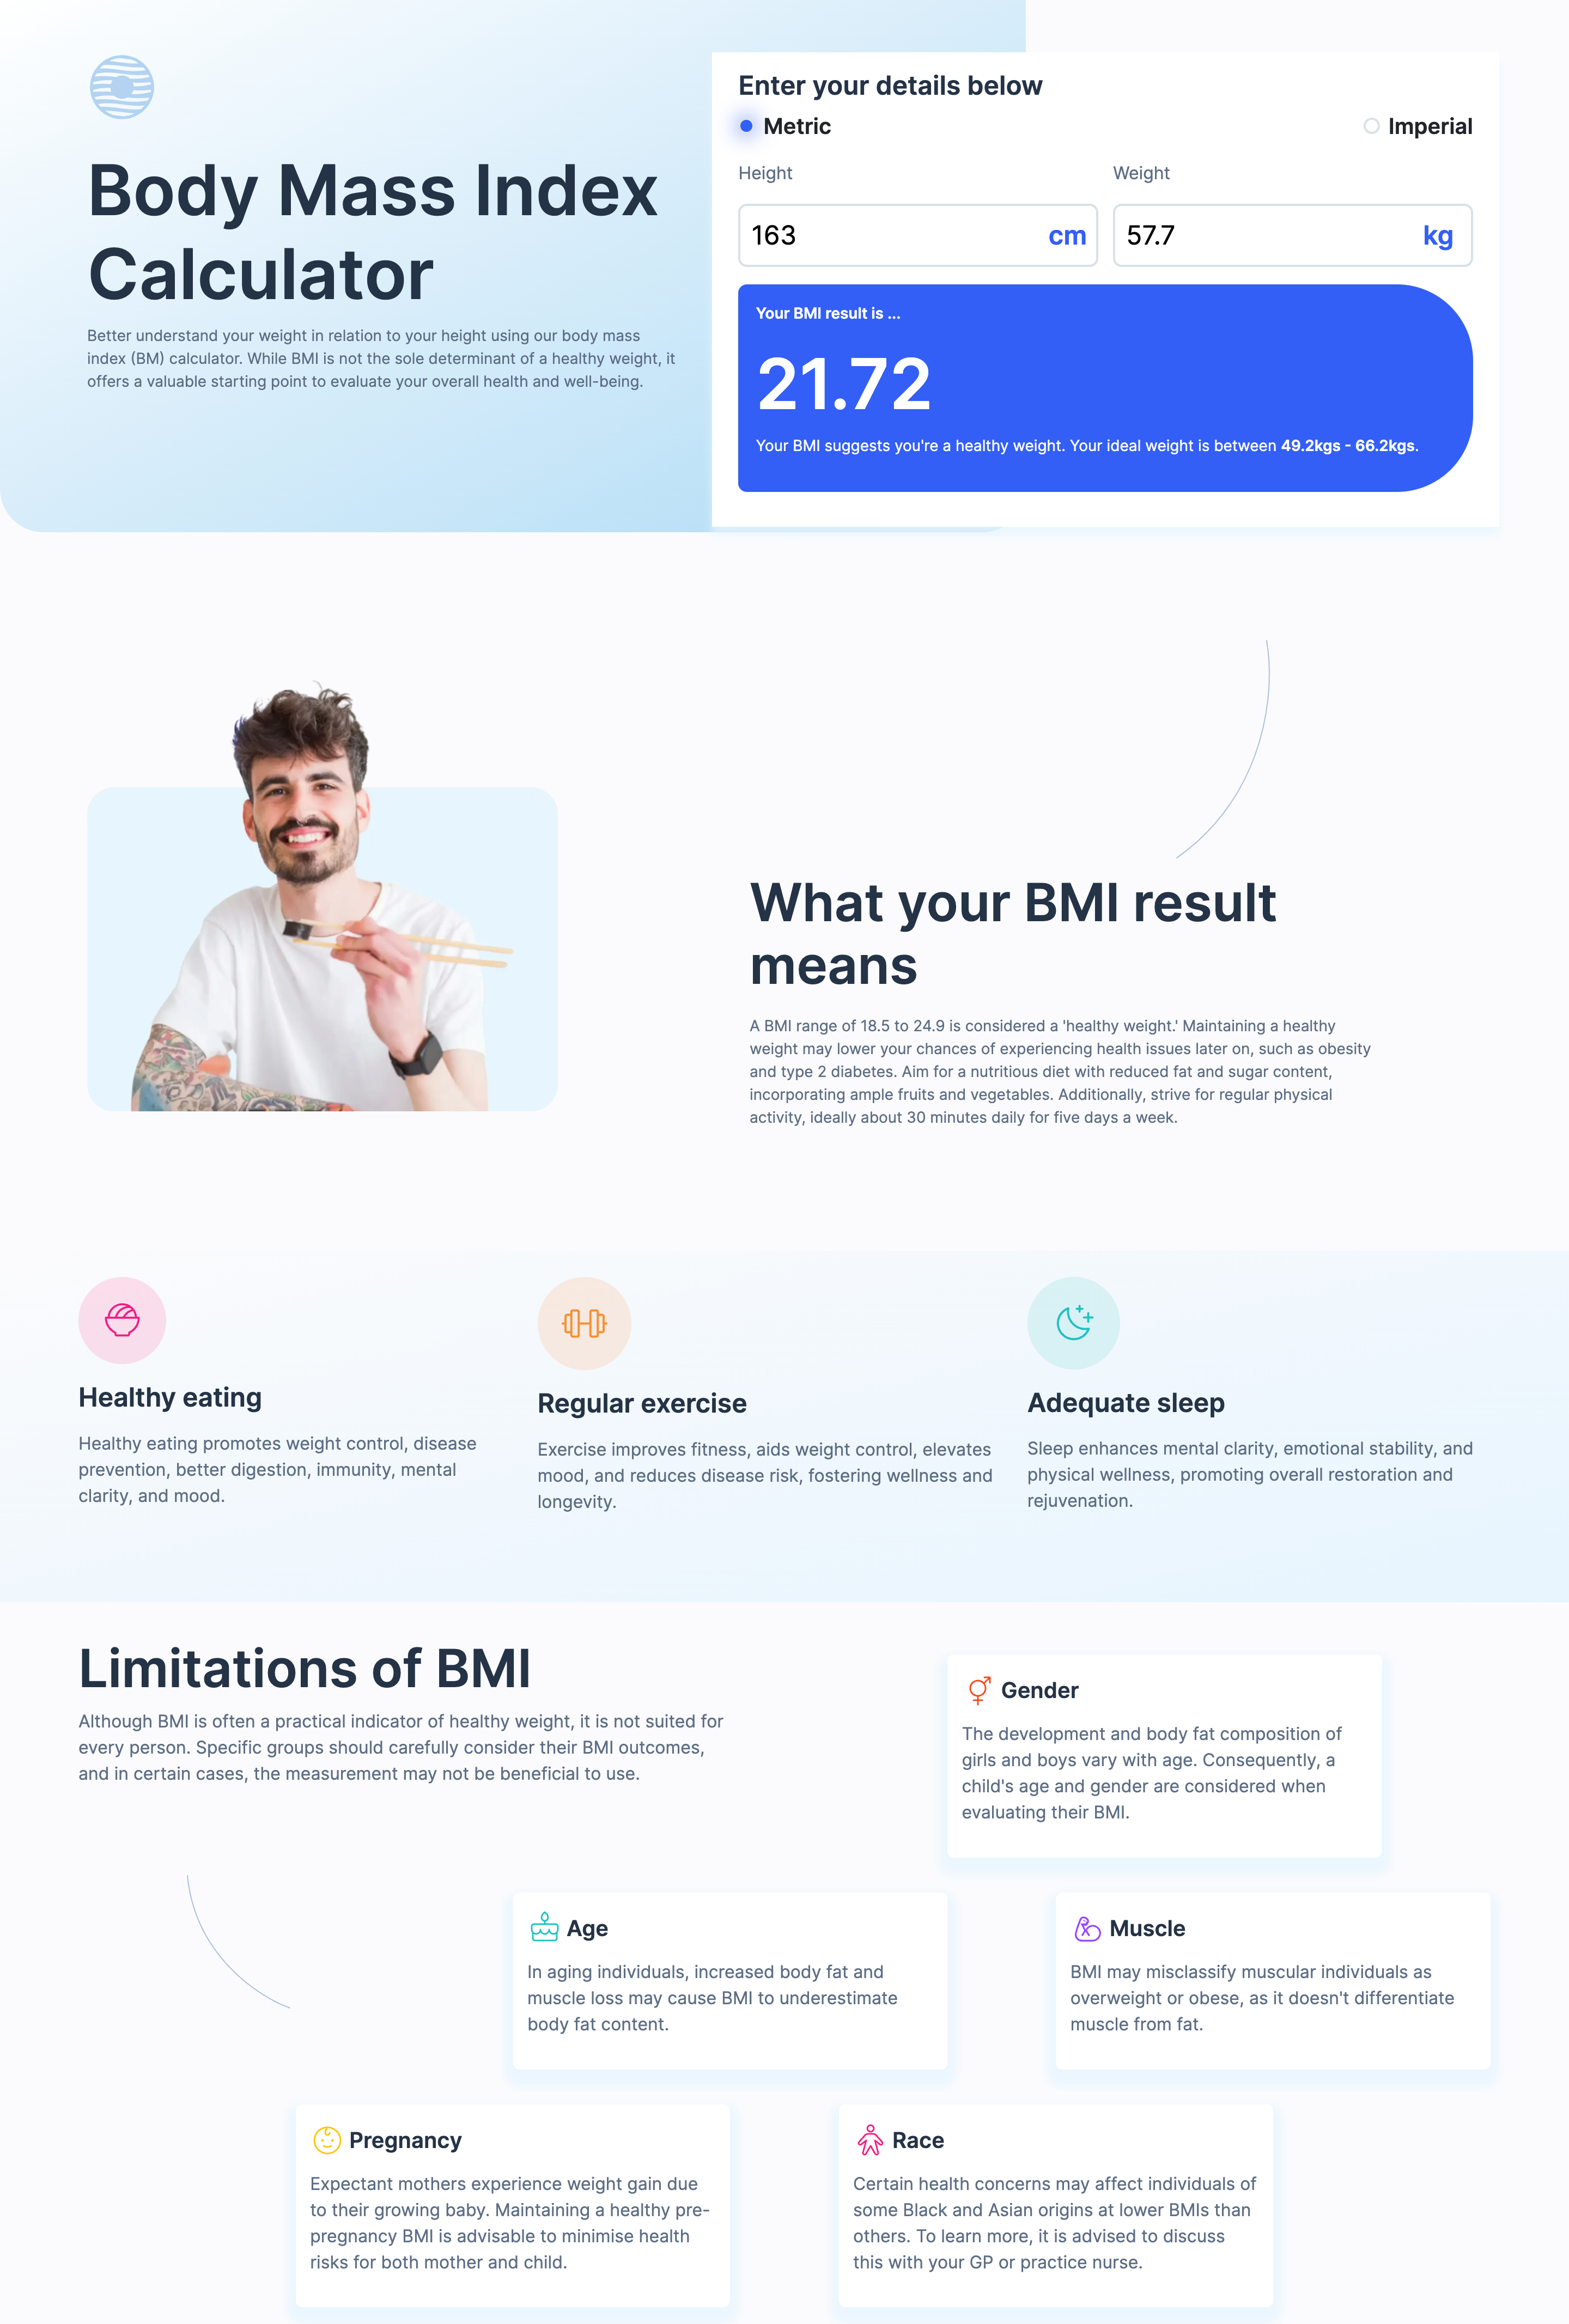 Body Mass Index
Calculator
Better understand your weight in relation to your height using our body mass
index (BM) calculator. While BMI is not the sole determinant of a healthy weight, it
offers a valuable starting point to evaluate your overall health and well-being.
Enter your details below
Metric
Imperial
Height
Weight
163 cm
57.7 kg
Your BMI result is ...
21.72
Your BMI suggests you're a healthy weight. Your ideal weight is between 49.2kgs - 66.2kgs.
What your BMI result
means
A BMI range of 18.5 to 24.9 is considered a 'healthy weight.' Maintaining a healthy
weight may lower your chances of experiencing health issues later on, such as obesity
and type 2 diabetes. Aim for a nutritious diet with reduced fat and sugar content,
incorporating ample fruits and vegetables. Additionally, strive for regular physical
activity, ideally about 30 minutes daily for five days a week.
Healthy eating
Healthy eating promotes weight control, disease
prevention, better digestion, immunity, mental
clarity, and mood.
Regular exercise
Exercise improves fitness, aids weight control, elevates
mood, and reduces disease risk, fostering wellness and
longevity.
Adequate sleep
Sleep enhances mental clarity, emotional stability, and
physical wellness, promoting overall restoration and
rejuvenation.
Limitations of BMI
Although BMI is often a practical indicator of healthy weight, it is not suited for
every person. Specific groups should carefully consider their BMI outcomes,
and in certain cases, the measurement may not be beneficial to use.
Gender
The development and body fat composition of
girls and boys vary with age. Consequently, a
child's age and gender are considered when
evaluating their BMI.
Age
In aging individuals, increased body fat and
muscle loss may cause BMI to underestimate
body fat content.
Muscle
BMI may misclassify muscular individuals as
overweight or obese, as it doesn't differentiate
muscle from fat.
Pregnancy
Expectant mothers experience weight gain due
to their growing baby. Maintaining a healthy pre-
pregnancy BMI is advisable to minimise health
risks for both mother and child.
Race
Certain health concerns may affect individuals of
some Black and Asian origins at lower BMIs than
others. To learn more, it is advised to discuss
this with your GP or practice nurse.